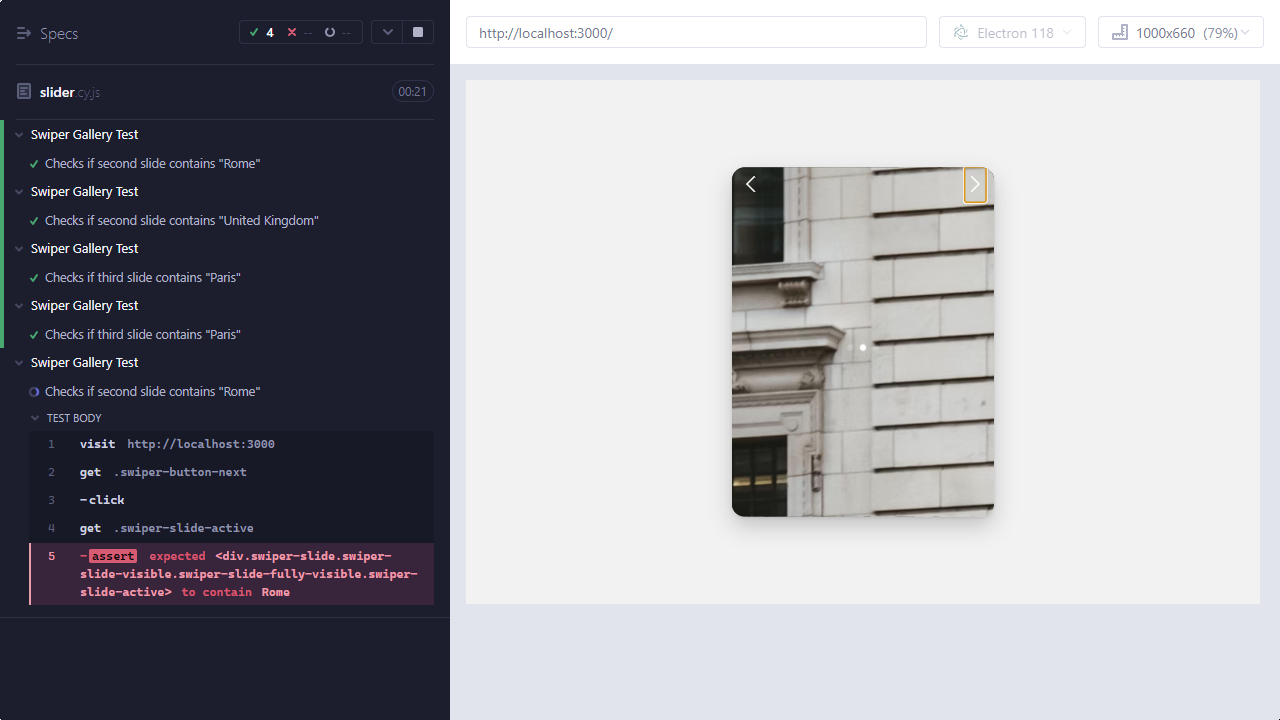 Specs
4
--
--
http://localhost:3000/
Electron 118
1000x660 (79%)
slider.cy.js
00:21
Swiper Gallery Test
Checks if second slide contains "Rome"
Swiper Gallery Test
Checks if second slide contains "United Kingdom"
Swiper Gallery Test
Checks if third slide contains "Paris"
Swiper Gallery Test
Checks if third slide contains "Paris"
Swiper Gallery Test
Checks if second slide contains "Rome"
TEST BODY
1 visit http://localhost:3000
2 get .swiper-button-next
3 -click
4 get .swiper-slide-active
5 -assert expected <div.swiper-slide.swiper-
slide-visible.swiper-slide-fully-visible.swiper-
slide-active> to contain Rome